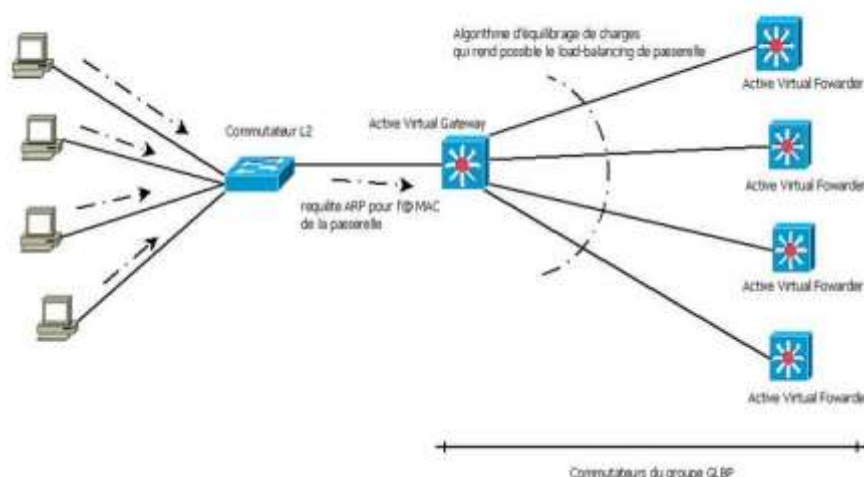 Algorithme d'équilibrage de charges
qui rend possible le load-balancing de passerelle
Active Virtual Fowarder
Commutateur L2
Active Virtual Gateway
Active Virtual Fowarder
requête ARP pour l'@ MAC
de la passerelle
Active Virtual Fowarder
Active Virtual Fowarder
Commutateurs du groupe GLBP